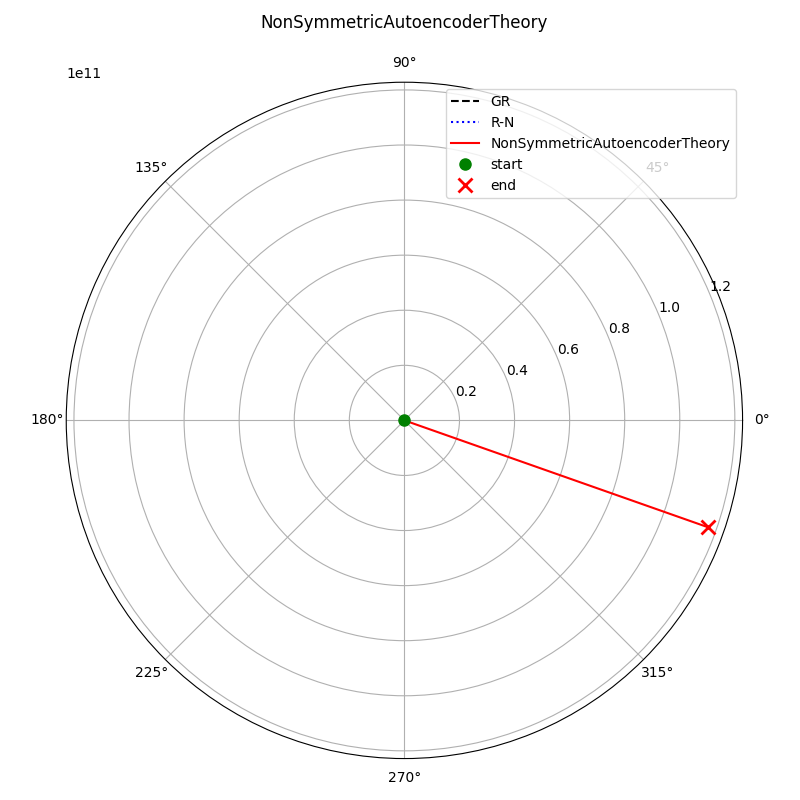 NonSymmetricAutoencoderTheory
1e11
90°
GR
R-N
NonSymmetricAutoencoderTheory
start
end
135°
45°
1.2
1.0
0.8
0.6
0.4
0.2
180°
0°
225°
315°
270°